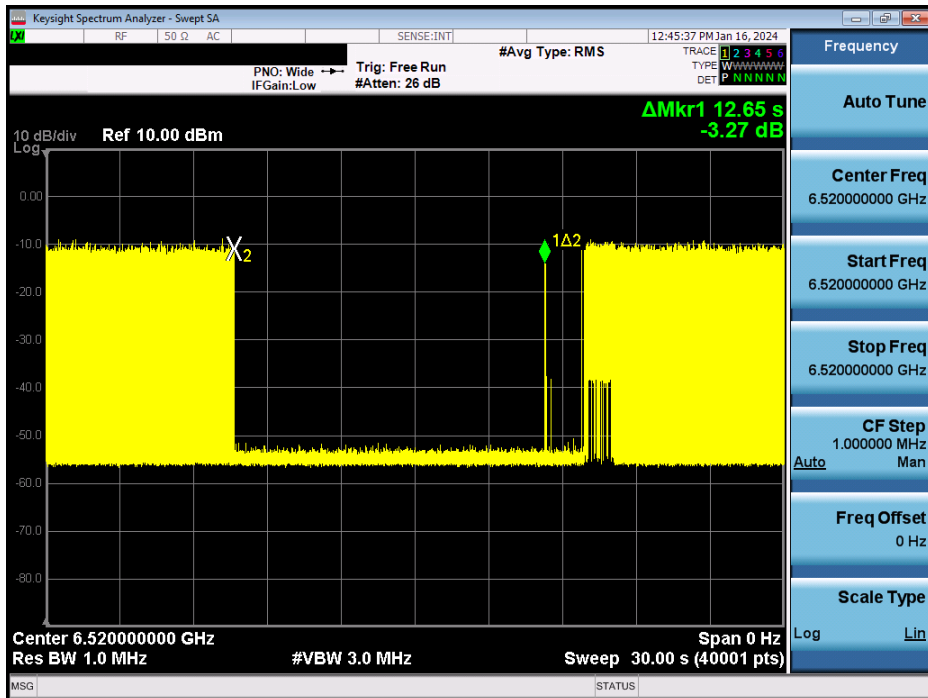 Keysight Spectrum Analyzer - Swept SA
LXI RF 50 Ω AC SENSE:INT 12:45:37 PM Jan 16, 2024
PNO: Wide
IFGain:Low
Trig: Free Run
#Atten: 26 dB
#Avg Type: RMS
TRACE 1 2 3 4 5 6
TYPE WWWWWW
DET P N N N N N
ΔMkr1 12.65 s
-3.27 dB
10 dB/div Ref 10.00 dBm
Log
0.00
-10.0
-20.0
-30.0
-40.0
-50.0
-60.0
-70.0
-80.0
2
1Δ2
Center 6.520000000 GHz Span 0 Hz
Res BW 1.0 MHz #VBW 3.0 MHz Sweep 30.00 s (40001 pts)
MSG STATUS
Frequency
Auto Tune
Center Freq
6.520000000 GHz
Start Freq
6.520000000 GHz
Stop Freq
6.520000000 GHz
CF Step
1.000000 MHz
Auto Man
Freq Offset
0 Hz
Scale Type
Log Lin